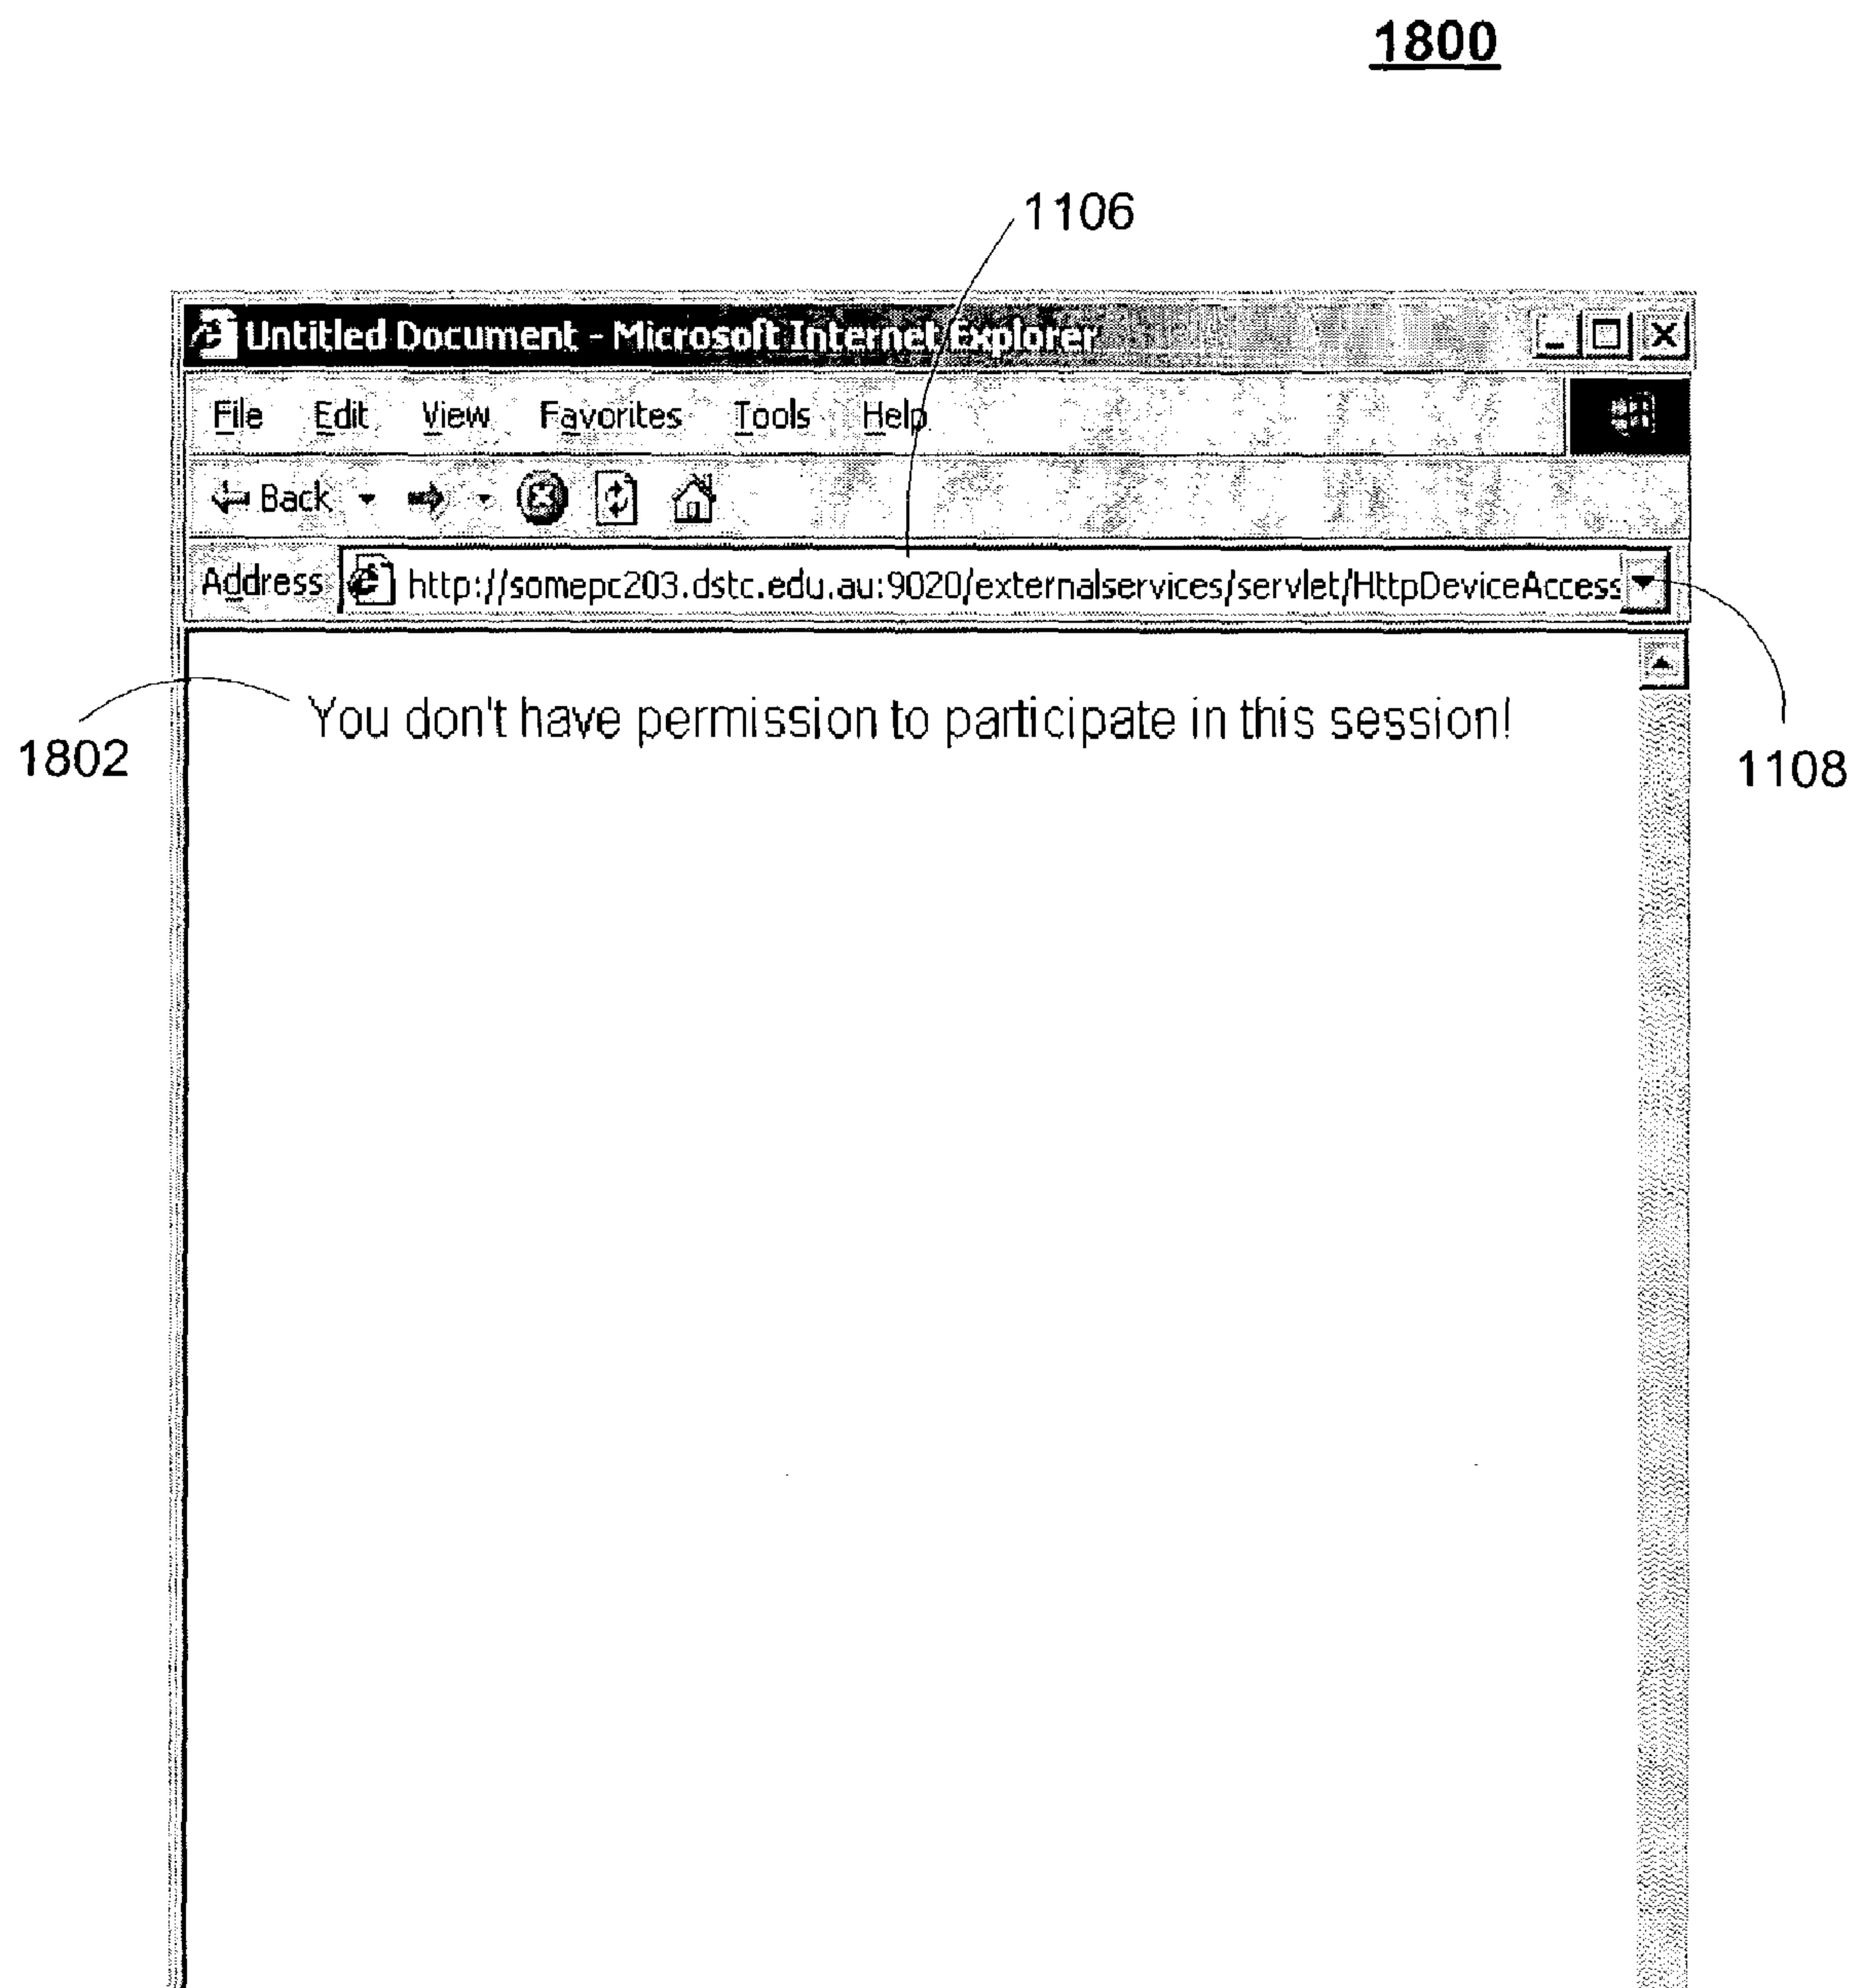 1800
1106
Untitled Document - Microsoft Internet Explorer
File Edit View Favorites Tools Help
Back
Address http://somepc203.dstc.edu.au:9020/externalservices/servlet/HttpDeviceAccess
You don't have permission to participate in this session!
1802
1108